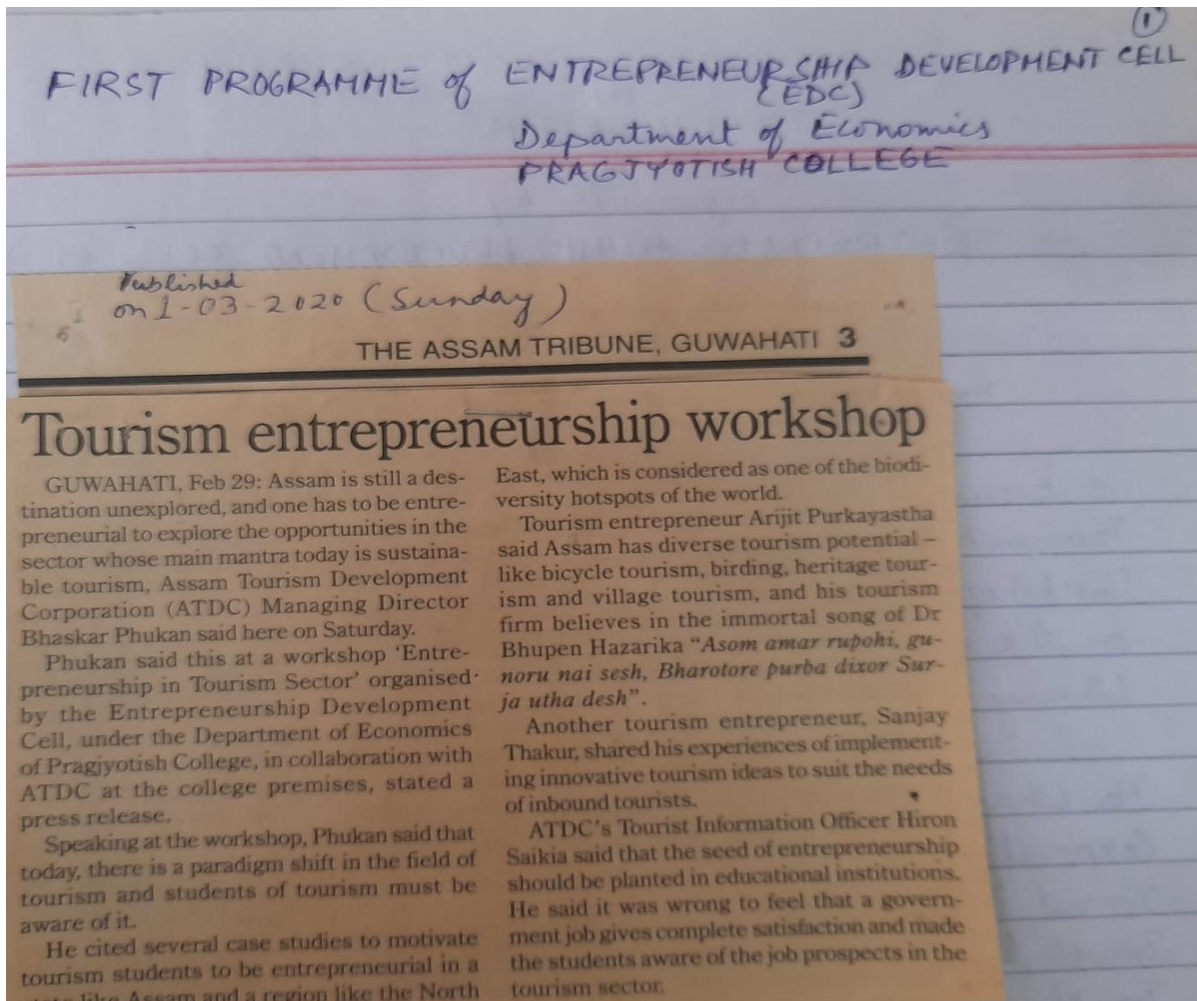 ①
FIRST PROGRAMME of ENTREPRENEURSHIP DEVELOPMENT CELL
(EDC)
Department of Economics
PRAGJYOTISH COLLEGE
Published
on 1-03-2020 (Sunday)
THE ASSAM TRIBUNE, GUWAHATI 3
Tourism entrepreneurship workshop
GUWAHATI, Feb 29: Assam is still a des-
tination unexplored, and one has to be entre-
preneurial to explore the opportunities in the
sector whose main mantra today is sustaina-
ble tourism, Assam Tourism Development
Corporation (ATDC) Managing Director
Bhaskar Phukan said here on Saturday.
Phukan said this at a workshop ‘Entre-
preneurship in Tourism Sector’ organised
by the Entrepreneurship Development
Cell, under the Department of Economics
of Pragjyotish College, in collaboration with
ATDC at the college premises, stated a
press release.
Speaking at the workshop, Phukan said that
today, there is a paradigm shift in the field of
tourism and students of tourism must be
aware of it.
He cited several case studies to motivate
tourism students to be entrepreneurial in a
state like Assam and a region like the North
East, which is considered as one of the biodi-
versity hotspots of the world.
Tourism entrepreneur Arijit Purkayastha
said Assam has diverse tourism potential –
like bicycle tourism, birding, heritage tour-
ism and village tourism, and his tourism
firm believes in the immortal song of Dr
Bhupen Hazarika “Asom amar rupohi, gu-
noru nai sesh, Bharotore purba dixor Sur-
ja utha desh”.
Another tourism entrepreneur, Sanjay
Thakur, shared his experiences of implement-
ing innovative tourism ideas to suit the needs
of inbound tourists.
ATDC’s Tourist Information Officer Hiron
Saikia said that the seed of entrepreneurship
should be planted in educational institutions.
He said it was wrong to feel that a govern-
ment job gives complete satisfaction and made
the students aware of the job prospects in the
tourism sector.